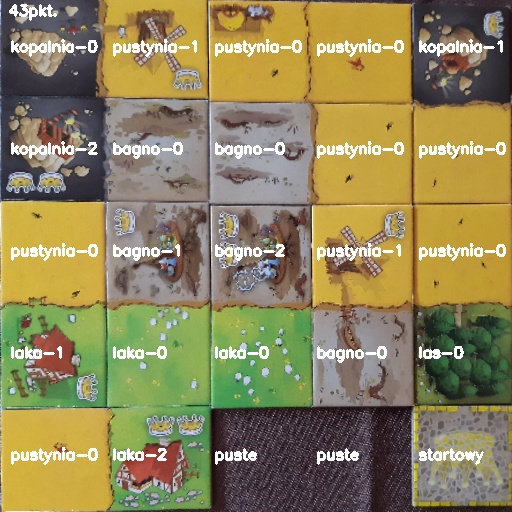 43pkt.
kopalnia-0 pustynia-1 pustynia-0 pustynia-0 kopalnia-1
kopalnia-2 bagno-0 bagno-0 pustynia-0 pustynia-0
pustynia-0 bagno-1 bagno-2 pustynia-1 pustynia-0
laka-1 laka-0 laka-0 bagno-0 las-0
pustynia-0 laka-2 puste puste startowy